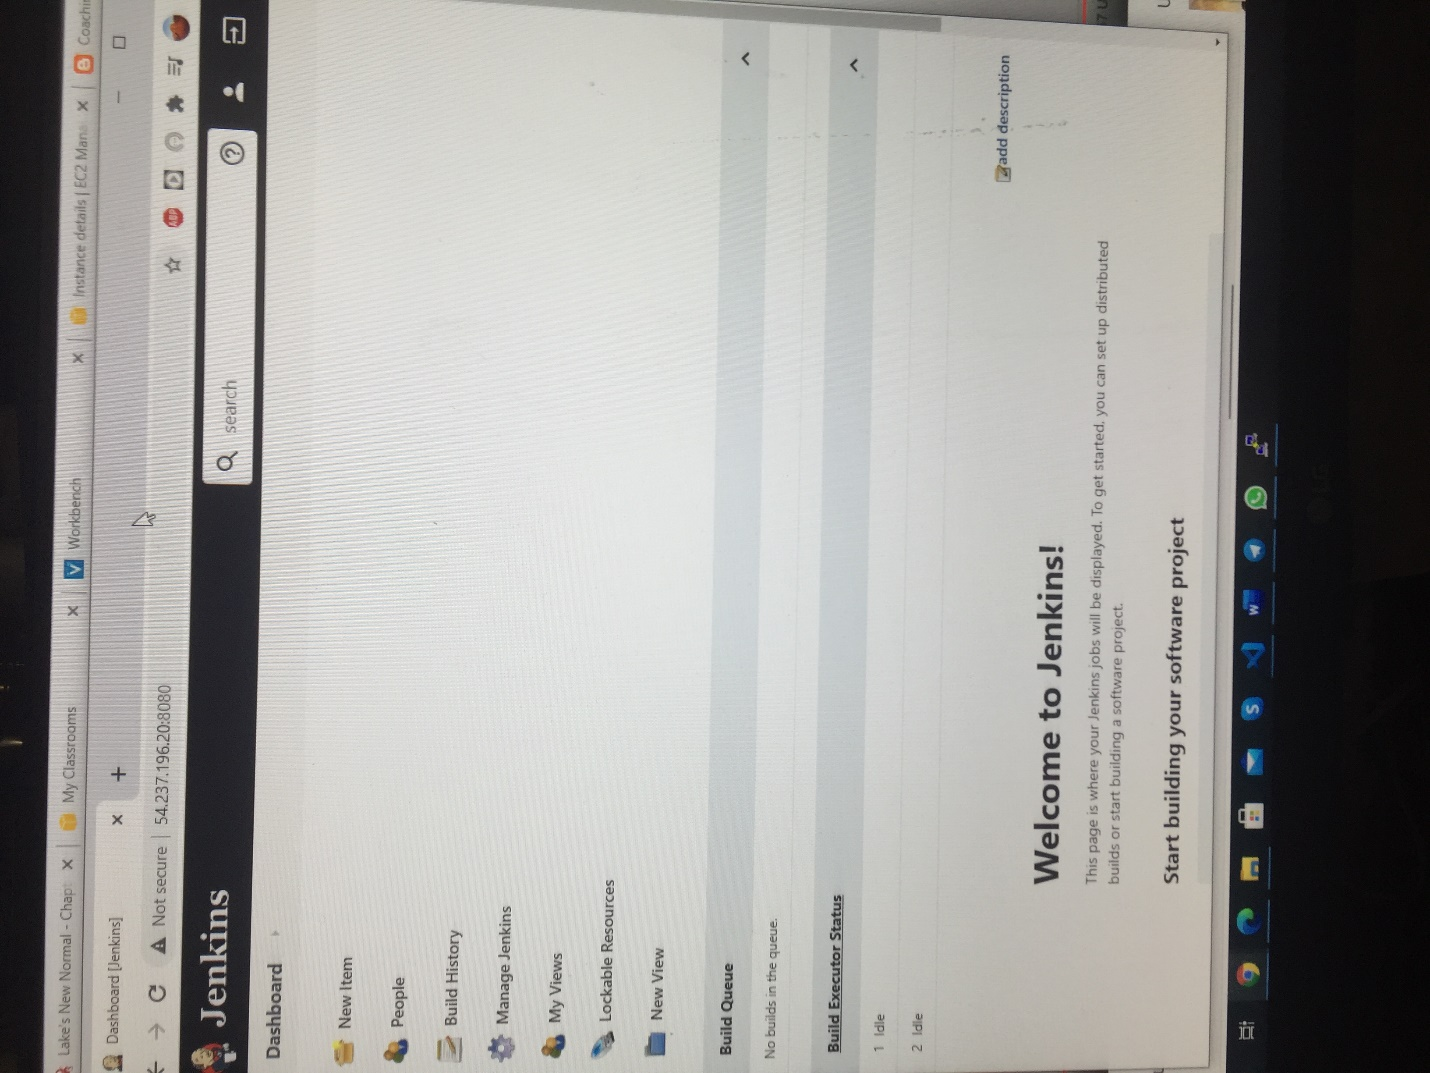 Lake's New Normal - Chap
My Classrooms
Workbench
Instance details | EC2 Mana
Coachi
Dashboard [Jenkins]
Not secure | 54.237.196.20:8080
ABP
Jenkins
search
Dashboard
New Item
People
Build History
Manage Jenkins
My Views
Lockable Resources
New View
Build Queue
No builds in the queue.
Build Executor Status
1 Idle
2 Idle
add description
Welcome to Jenkins!
This page is where your Jenkins jobs will be displayed. To get started, you can set up distributed
builds or start building a software project.
Start building your software project